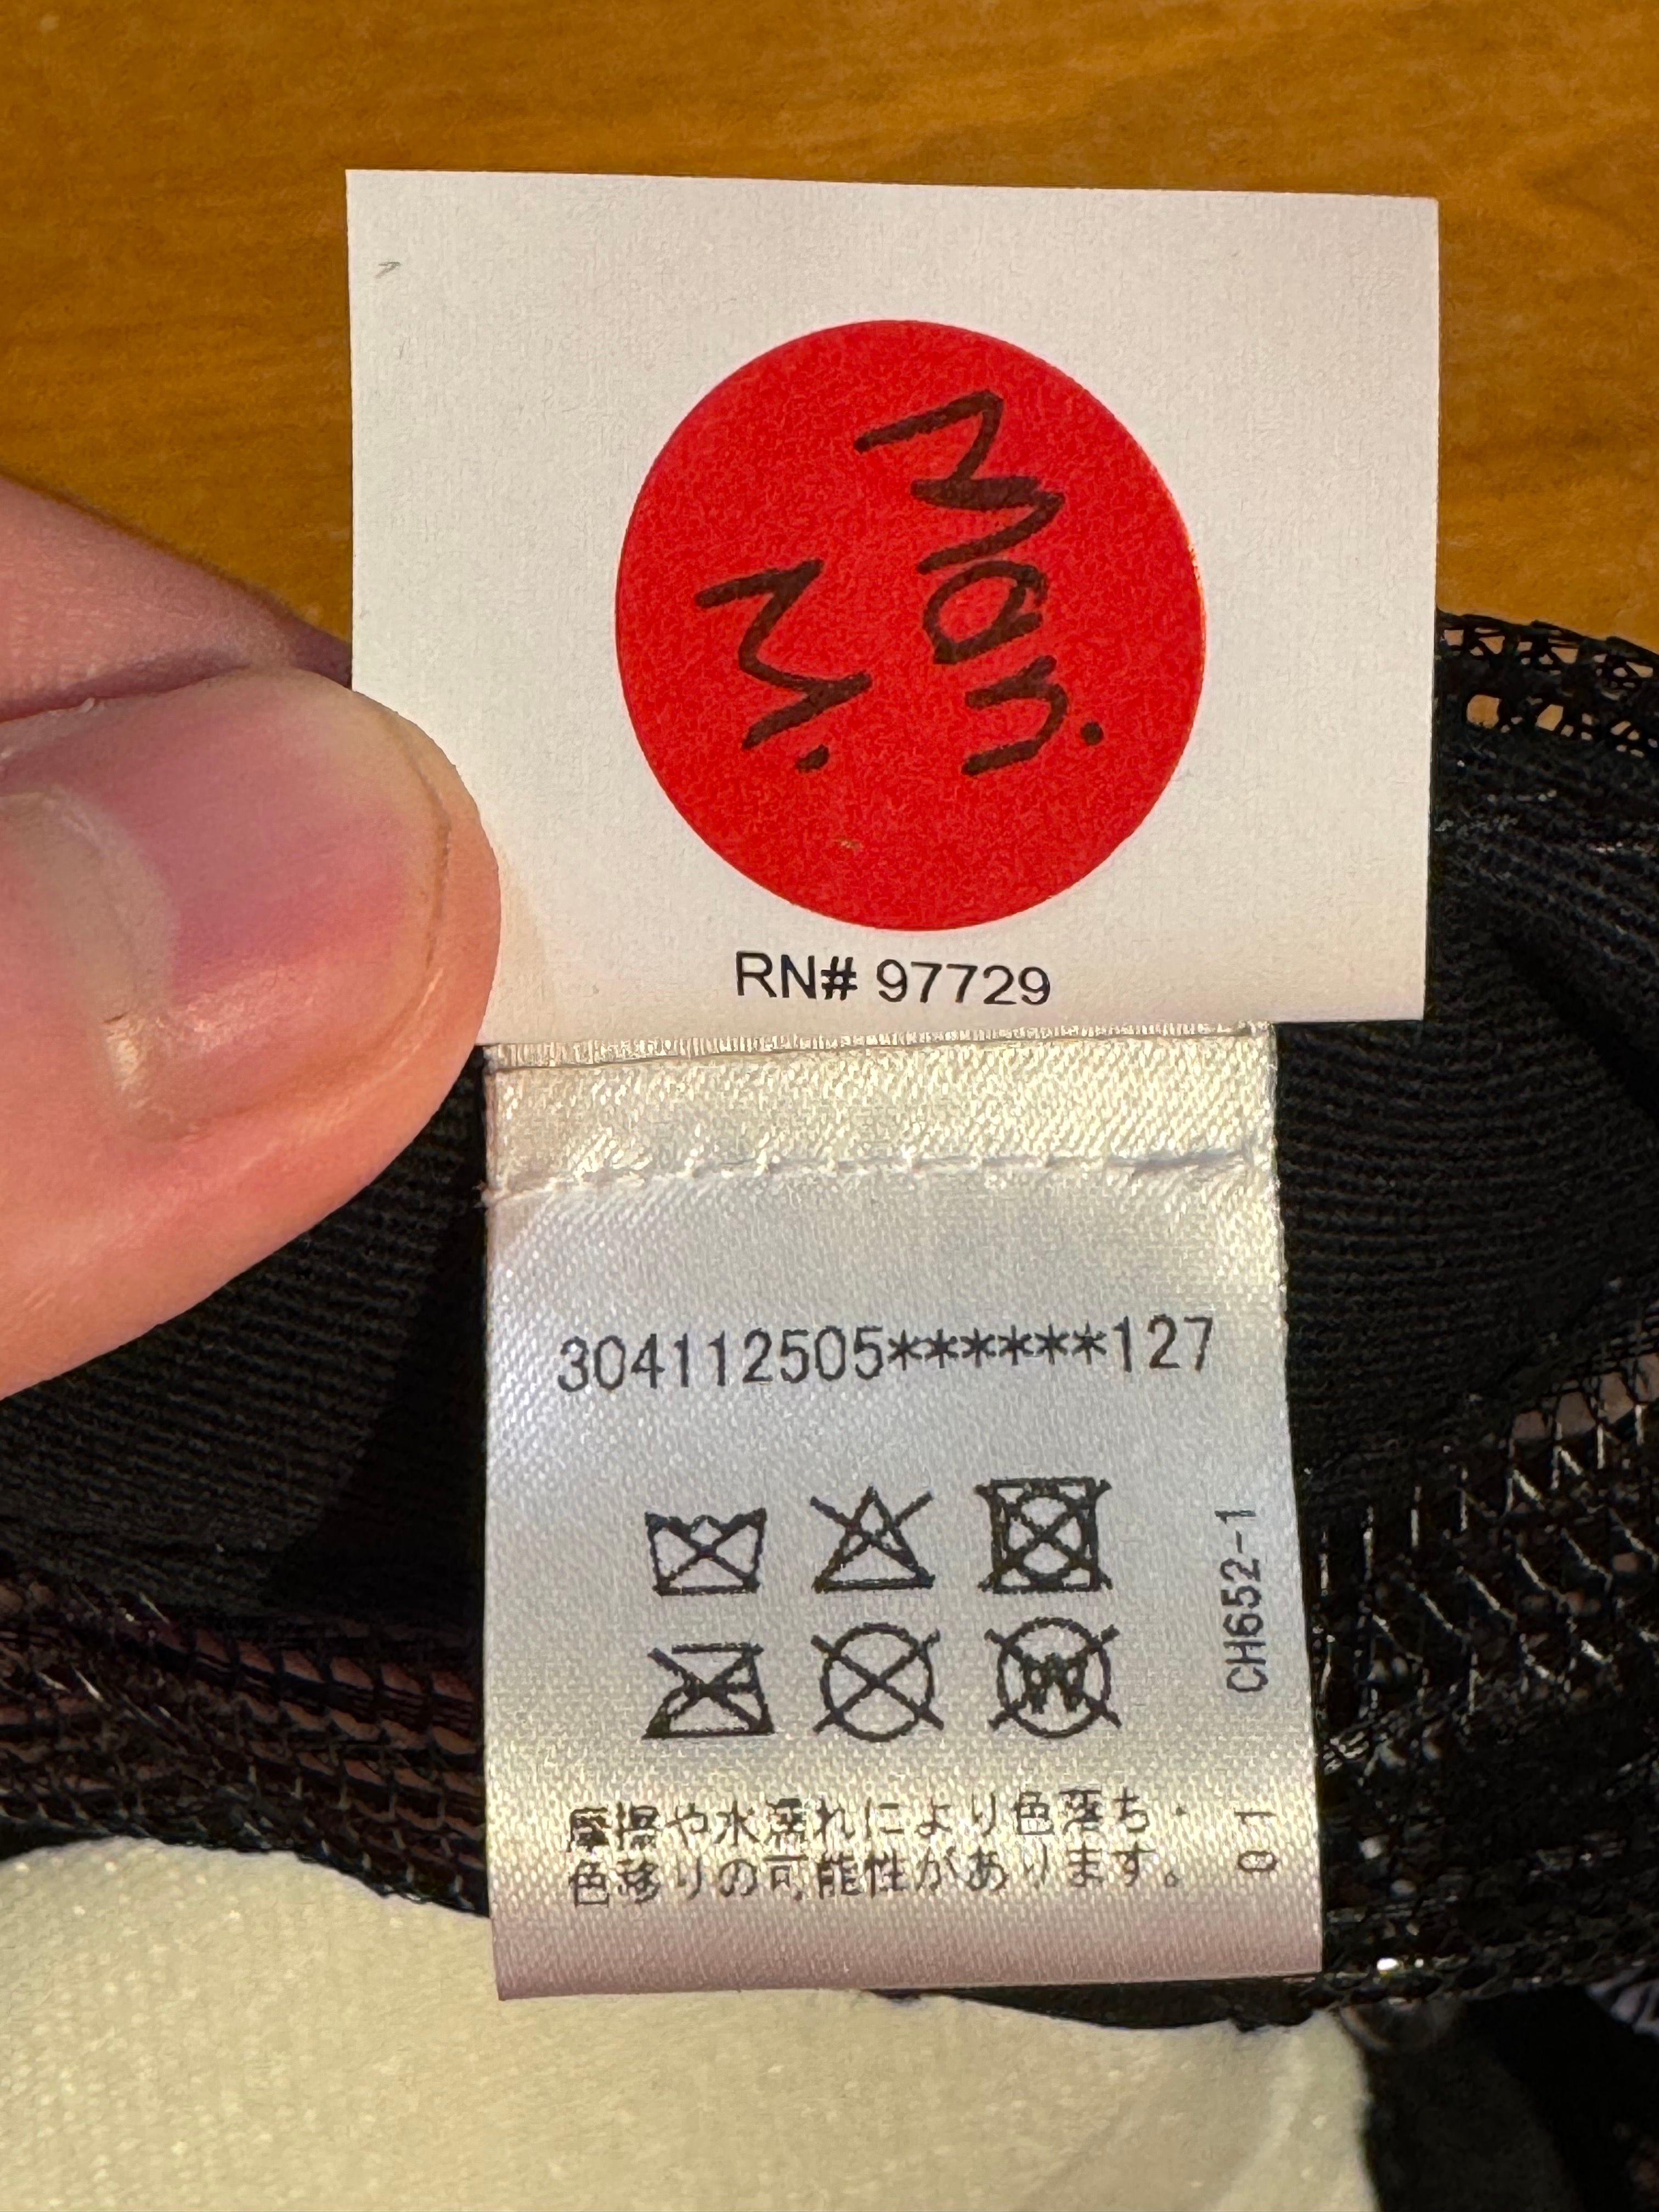 RN# 97729
304112505******127
CH652-1
W
摩擦や水濡れにより色落ち・
色移りの可能性があります。
01